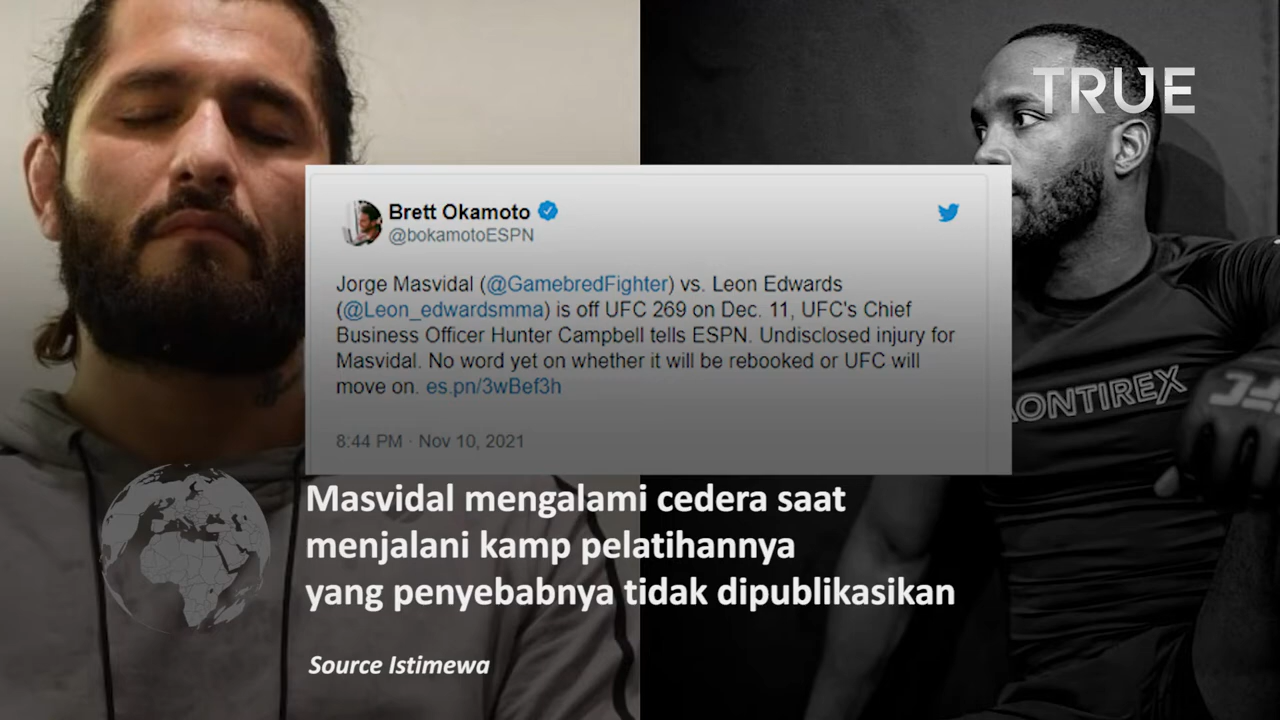 TRUE
Brett Okamoto
@bokamotoESPN
Jorge Masvidal (@GamebredFighter) vs. Leon Edwards
(@Leon_edwardsmma) is off UFC 269 on Dec. 11, UFC's Chief
Business Officer Hunter Campbell tells ESPN. Undisclosed injury for
Masvidal. No word yet on whether it will be rebooked or UFC will
move on. es.pn/3wBef3h
8:44 PM · Nov 10, 2021
Masvidal mengalami cedera saat
menjalani kamp pelatihannya
yang penyebabnya tidak dipublikasikan
Source Istimewa